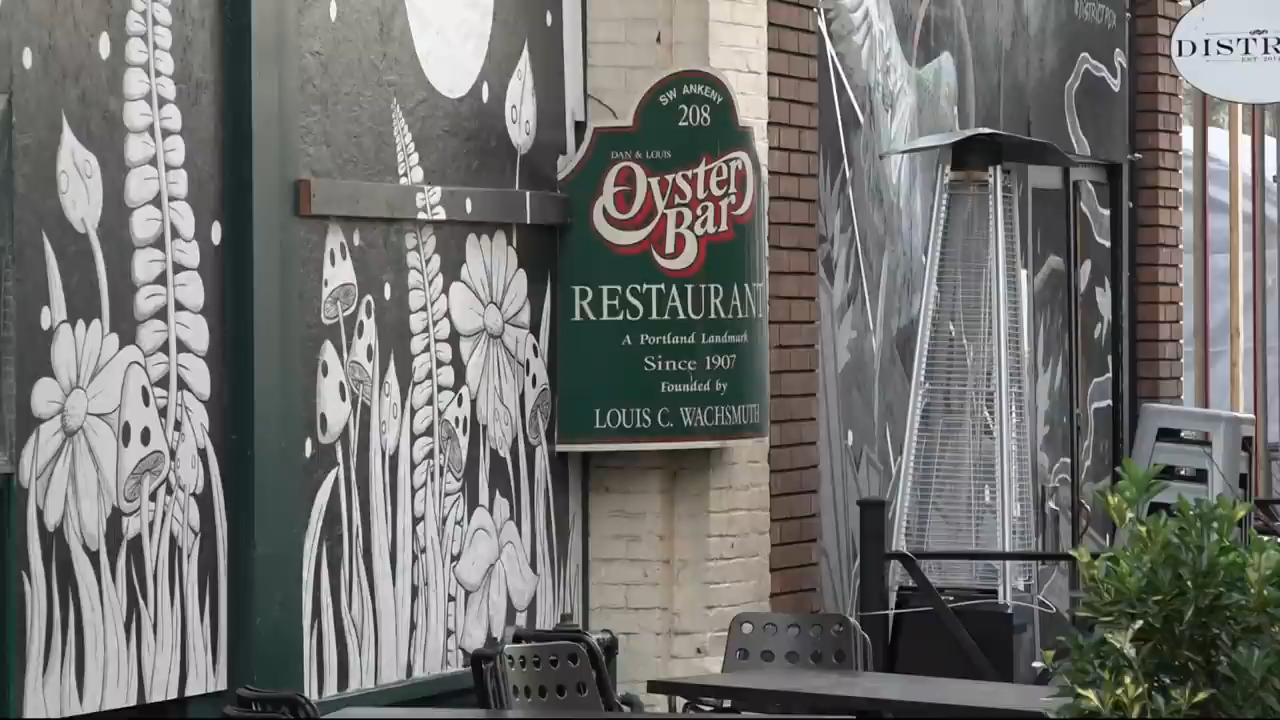 SW ANKENY
208
DAN & LOUIS
Oyster
Bar
RESTAURANT
A Portland Landmark
Since 1907
Founded by
LOUIS C. WACHSMUTH
DISTR